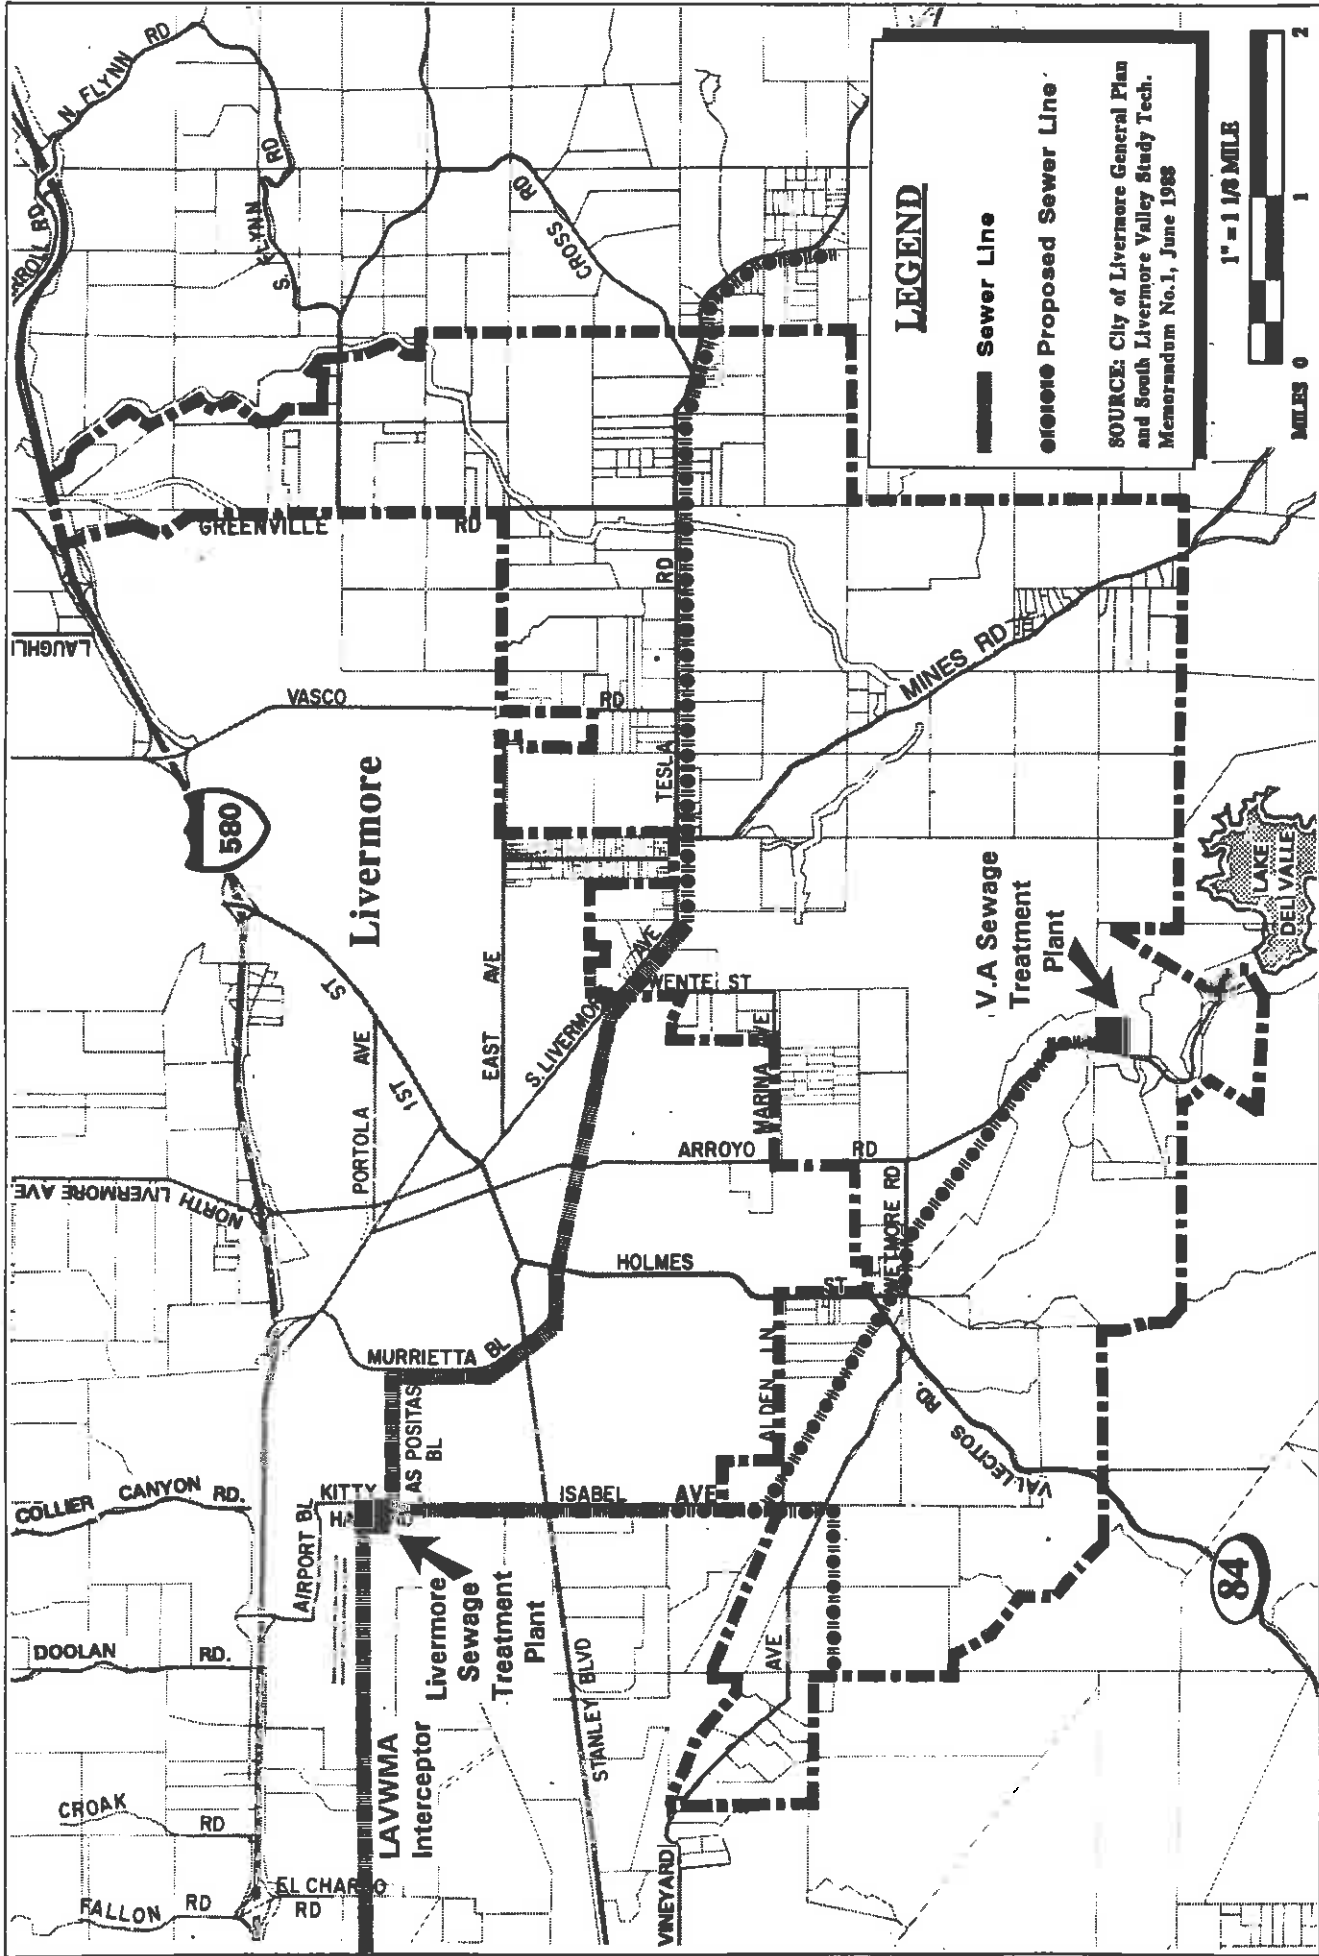 N. FLYNN RD
S. FLYNN RD
CROSS RD
GREENVILLE RD
VASCO RD
TESLA RD
MINES RD
580
Livermore
1ST ST
PORTOLA AVE
EAST AVE
S. LIVERMORE AVE
WENTE ST
MARINA AVE
ARROYO RD
NORTH LIVERMORE AVE
WETMORE RD
HOLMES ST
MURRIETTA BL
ALDEN LN
VALLECITOS RD.
84
ISABEL AVE
AS POSITAS
BL
KITTY
AIRPORT BL
COLLIER CANYON RD.
DOOLAN RD.
CROAK RD
FALLON RD
EL CHARRO
RD
STANLEY BLVD
VINEYARD AVE
LAVWMA
Interceptor
Livermore
Sewage
Treatment
Plant
V.A Sewage
Treatment
Plant
LAKE
DEL VALLE
LEGEND
Sewer Line
Proposed Sewer Line
SOURCE: City of Livermore General Plan
and South Livermore Valley Study Tech.
Memorandum No.1, June 1988
1" = 1 1/8 MILE
MILES 0 1 2